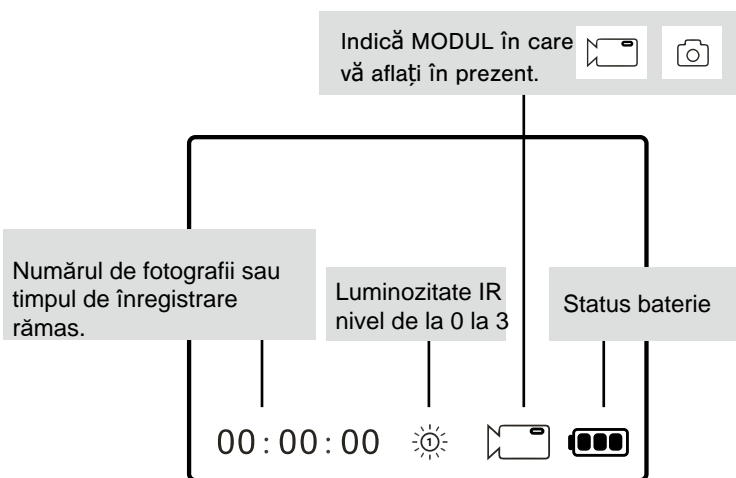 Indică MODUL în care
vă aflați în prezent.
Numărul de fotografii sau
timpul de înregistrare
rămas.
Luminozitate IR
nivel de la 0 la 3
Status baterie
00:00:00
1